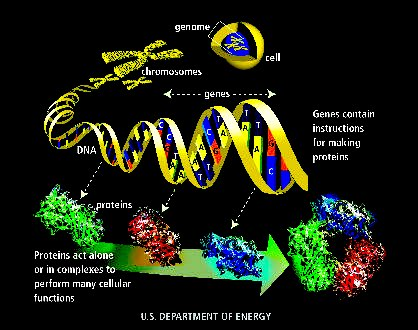 genome
cell
chromosomes
genes
Genes contain
instructions
for making
proteins
DNA
proteins
Proteins act alone
or in complexes to
perform many cellular
functions
U.S. DEPARTMENT OF ENERGY